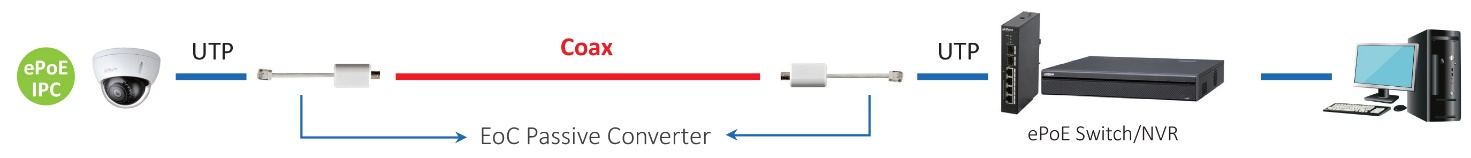 ePoE
IPC
UTP
Coax
UTP
EoC Passive Converter
ePoE Switch/NVR